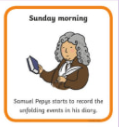 Sunday morning
Samuel Pepys starts to record the
unfolding events in his diary.